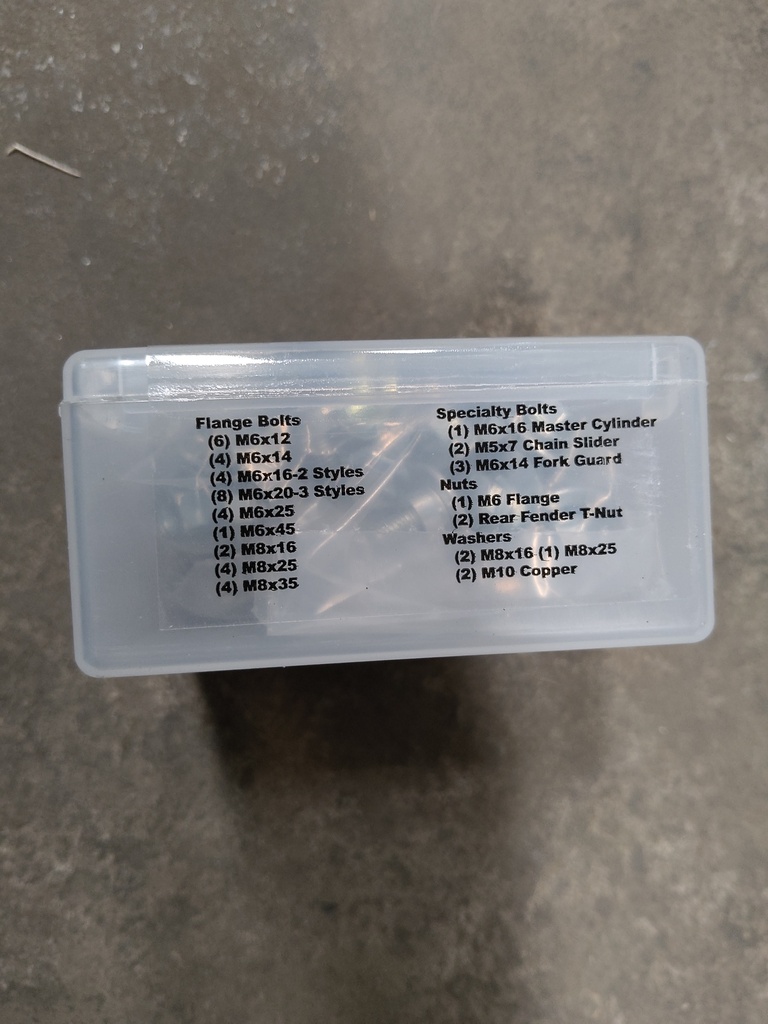 Flange Bolts
(6) M6x12
(4) M6x14
(4) M6x16-2 Styles
(8) M6x20-3 Styles
(4) M6x25
(1) M6x45
(2) M8x16
(4) M8x25
(4) M8x35
Specialty Bolts
(1) M6x16 Master Cylinder
(2) M5x7 Chain Slider
(3) M6x14 Fork Guard
Nuts
(1) M6 Flange
(2) Rear Fender T-Nut
Washers
(2) M8x16 (1) M8x25
(2) M10 Copper